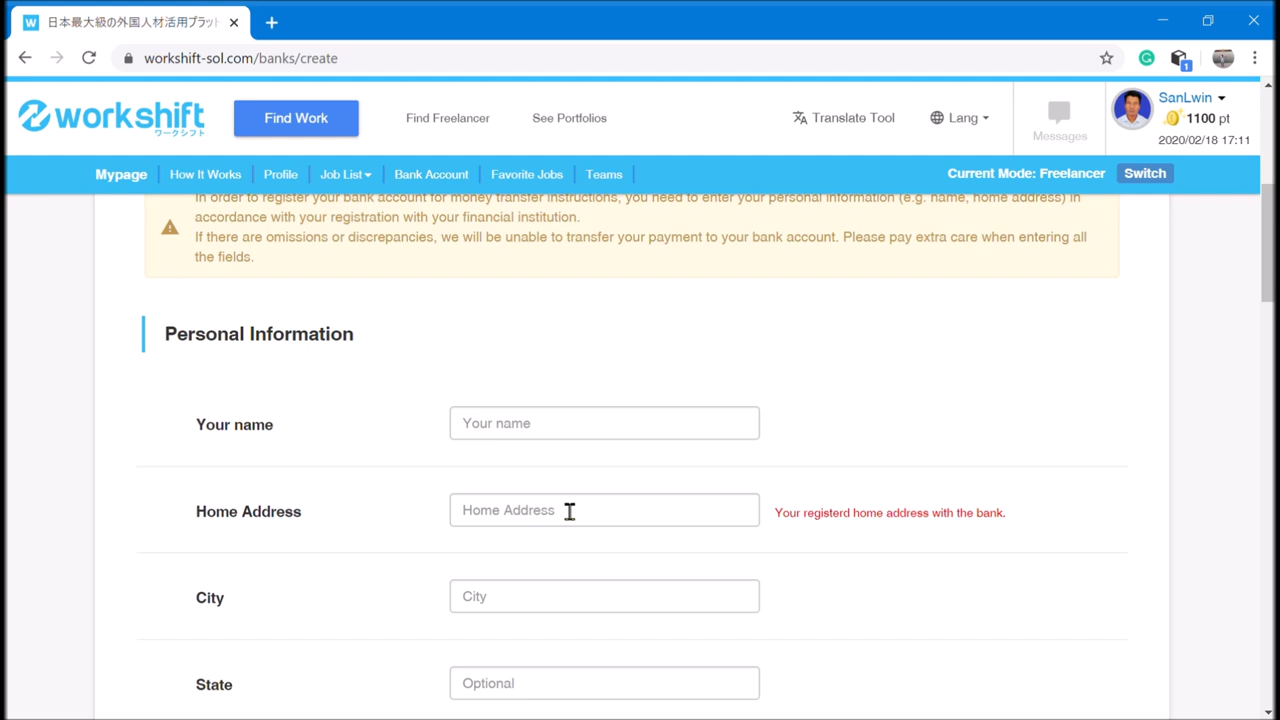 日本最大級の外国人材活用プラット
workshift-sol.com/banks/create
1
workshift
ワークシフト
Find Work
Find Freelancer
See Portfolios
Translate Tool
Lang
Messages
SanLwin
1100 pt
2020/02/18 17:11
Mypage
How It Works
Profile
Job List
Bank Account
Favorite Jobs
Teams
Current Mode: Freelancer
Switch
In order to register your bank account for money transfer instructions, you need to enter your personal information (e.g. name, home address) in
accordance with your registration with your financial institution.
If there are omissions or discrepancies, we will be unable to transfer your payment to your bank account. Please pay extra care when entering all
the fields.
Personal Information
Your name
Your name
Home Address
Home Address
Your registerd home address with the bank.
City
City
State
Optional